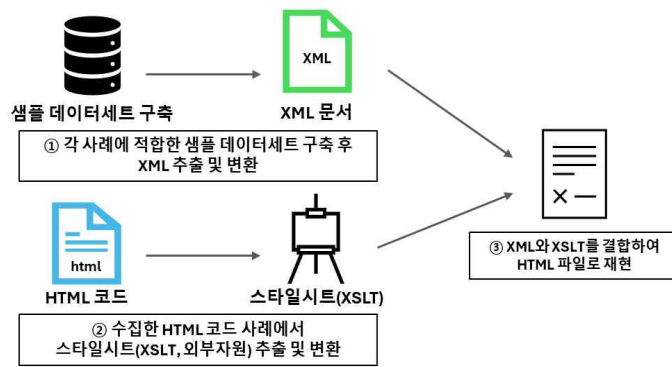 XML
샘플 데이터세트 구축
XML 문서
① 각 사례에 적합한 샘플 데이터세트 구축 후
XML 추출 및 변환
html
HTML 코드
스타일시트(XSLT)
② 수집한 HTML 코드 사례에서
스타일시트(XSLT, 외부자원) 추출 및 변환
③ XML와 XSLT를 결합하여
HTML 파일로 재현